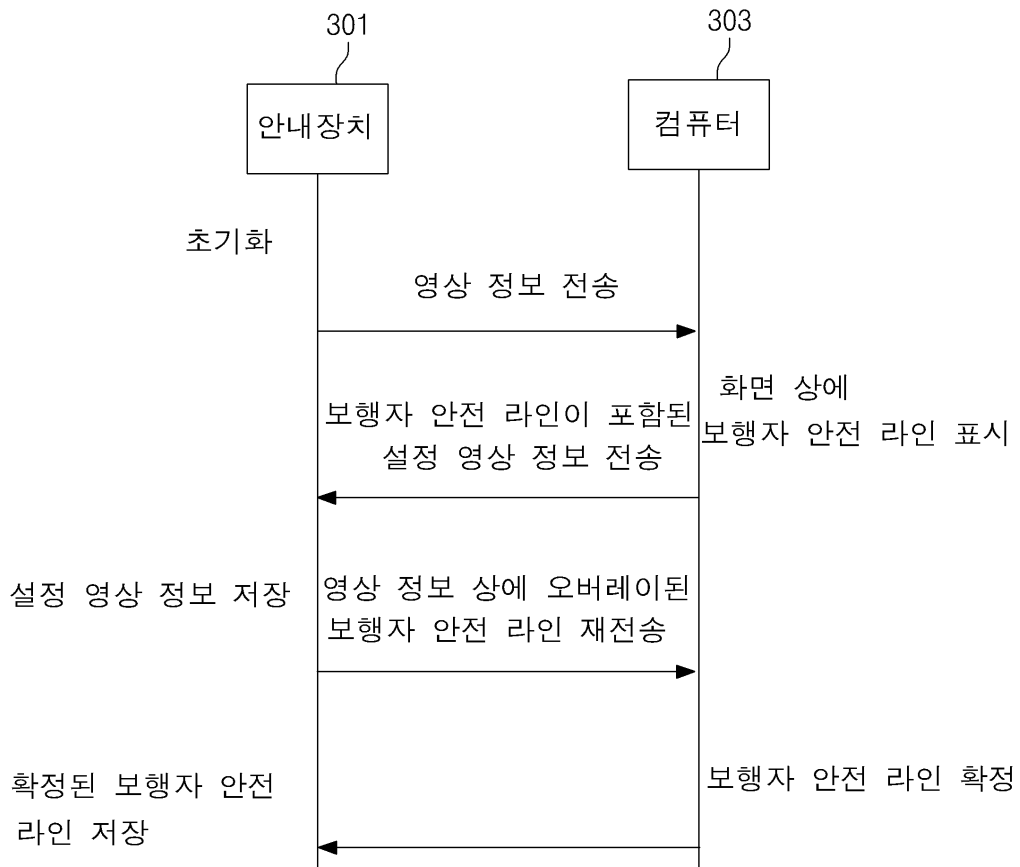 301
303
안내장치
컴퓨터
초기화
영상 정보 전송
화면 상에
보행자 안전 라인 표시
보행자 안전 라인이 포함된
설정 영상 정보 전송
설정 영상 정보 저장
영상 정보 상에 오버레이된
보행자 안전 라인 재전송
보행자 안전 라인 확정
확정된 보행자 안전
라인 저장